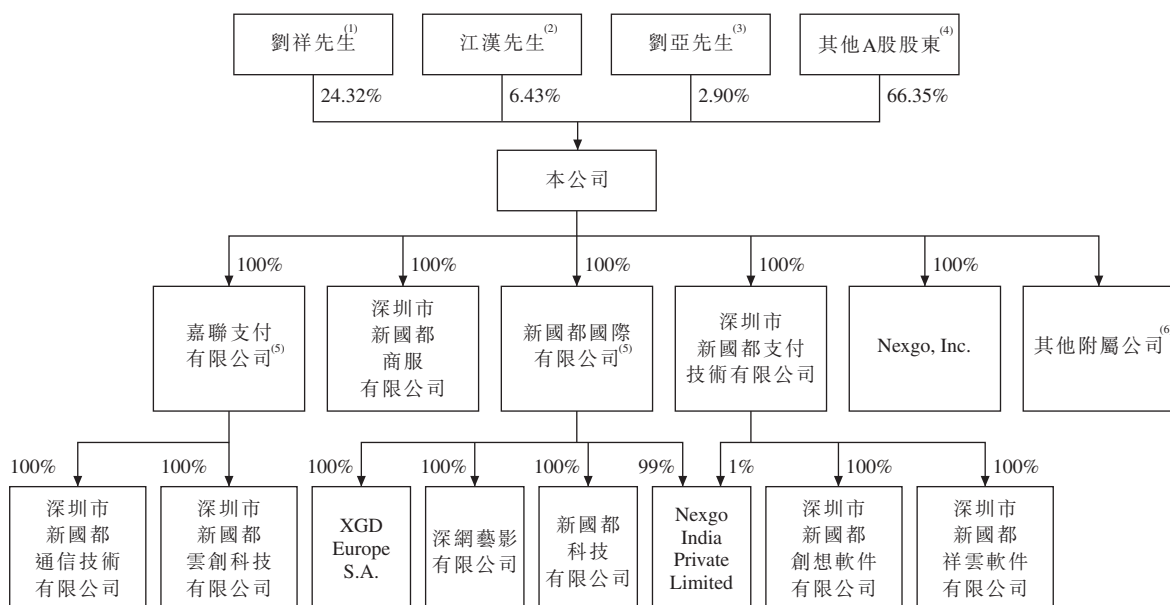 劉祥先生(1)
江漢先生(2)
劉亞先生(3)
其他A股股東(4)
24.32%
6.43%
2.90%
66.35%
本公司
100%
100%
100%
100%
100%
100%
嘉聯支付
有限公司(5)
深圳市
新國都
商服
有限公司
新國都國際
有限公司(5)
深圳市
新國都支付
技術有限公司
Nexgo, Inc.
其他附屬公司(6)
100%
100%
100%
100%
100%
99%
1%
100%
100%
深圳市
新國都
通信技術
有限公司
深圳市
新國都
雲創科技
有限公司
XGD
Europe
S.A.
深網藝影
有限公司
新國都
科技
有限公司
Nexgo
India
Private
Limited
深圳市
新國都
創想軟件
有限公司
深圳市
新國都
祥雲軟件
有限公司